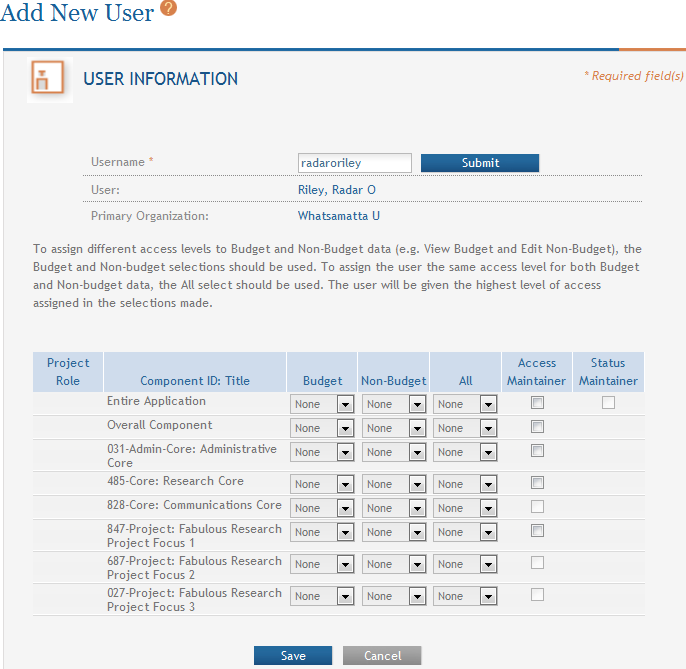 Add New User ?
USER INFORMATION
* Required field(s)
Username * radaroriley Submit
User: Riley, Radar O
Primary Organization: Whatsamatta U
To assign different access levels to Budget and Non-Budget data (e.g. View Budget and Edit Non-Budget), the
Budget and Non-budget selections should be used. To assign the user the same access level for both Budget
and Non-budget data, the All select should be used. The user will be given the highest level of access
assigned in the selections made.
Project Role Component ID: Title Budget Non-Budget All Access Maintainer Status Maintainer
Entire Application None None None
Overall Component None None None
031-Admin-Core: Administrative
Core None None None
485-Core: Research Core None None None
828-Core: Communications Core None None None
847-Project: Fabulous Research
Project Focus 1 None None None
687-Project: Fabulous Research
Project Focus 2 None None None
027-Project: Fabulous Research
Project Focus 3 None None None
Save Cancel